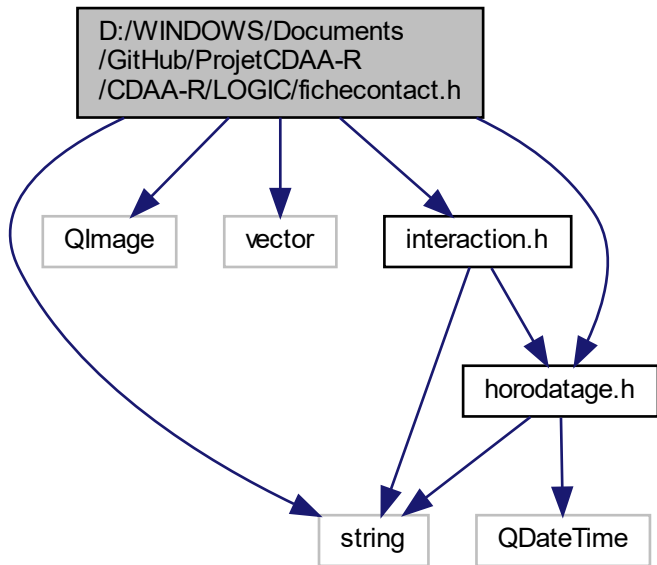 D:/WINDOWS/Documents
/GitHub/ProjetCDAA-R
/CDAA-R/LOGIC/fichecontact.h
QImage
vector
interaction.h
horodatage.h
string
QDateTime